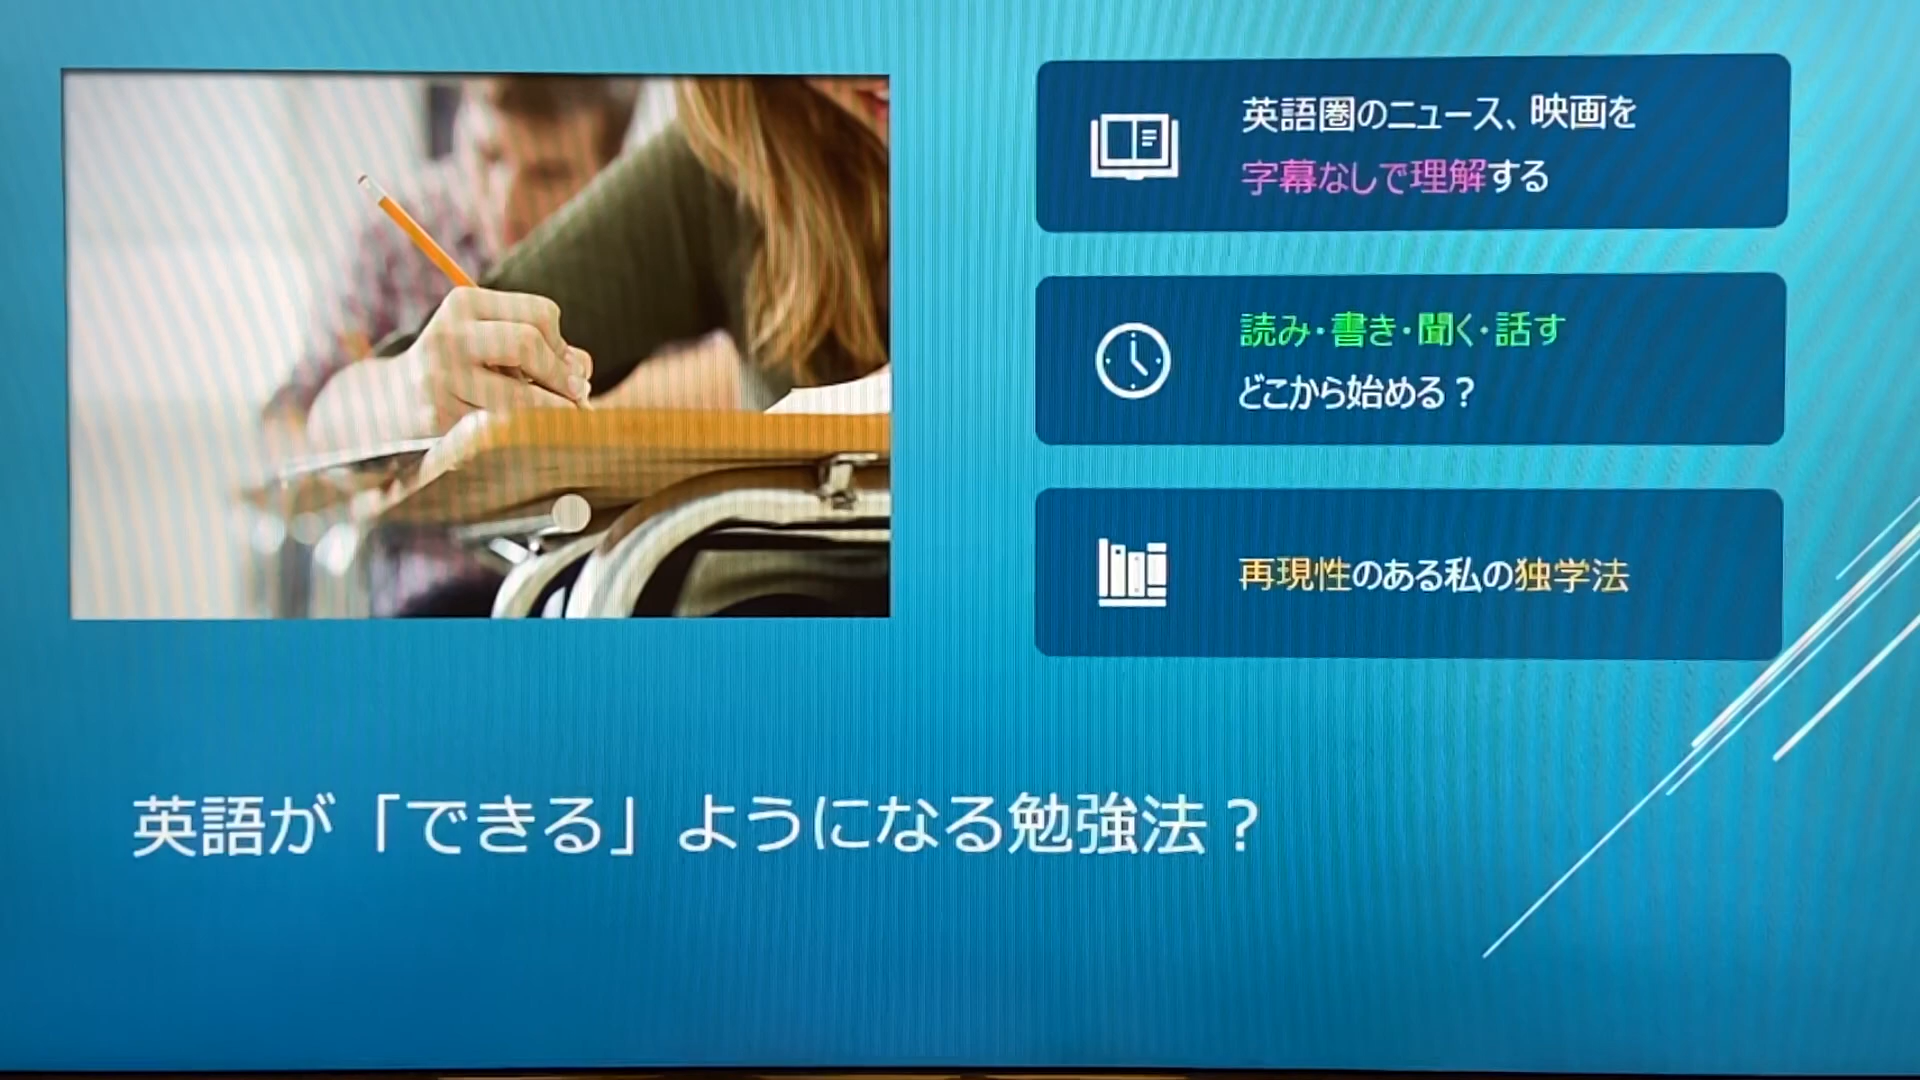 英語圏のニュース、映画を
字幕なしで理解する
読み・書き・聞く・話す
どこから始める？
再現性のある私の独学法
英語が「できる」ようになる勉強法？